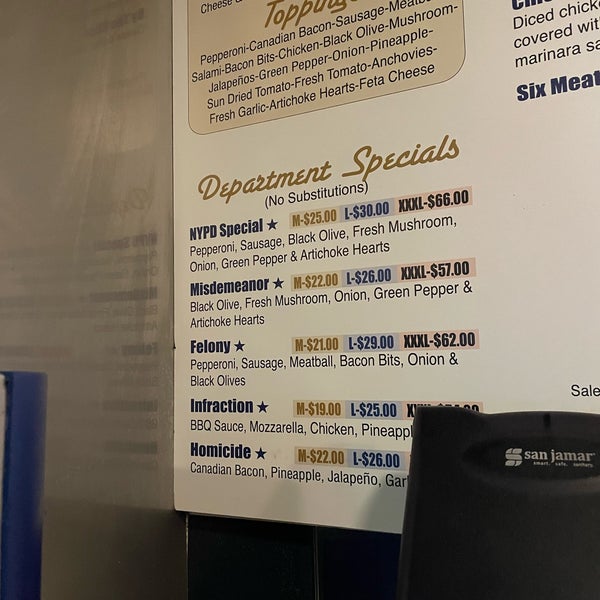 Cheese
Toppings
Pepperoni-Canadian Bacon-Sausage-Meatba
Salami-Bacon Bits-Chicken-Black Olive-Mushroom-
Jalapeños-Green Pepper-Onion-Pineapple-
Sun Dried Tomato-Fresh Tomato-Anchovies-
Fresh Garlic-Artichoke Hearts-Feta Cheese
Department Specials
(No Substitutions)
NYPD Special ★ M-$25.00 L-$30.00 XXXL-$66.00
Pepperoni, Sausage, Black Olive, Fresh Mushroom,
Onion, Green Pepper & Artichoke Hearts
Misdemeanor ★ M-$22.00 L-$26.00 XXXL-$57.00
Black Olive, Fresh Mushroom, Onion, Green Pepper &
Artichoke Hearts
Felony ★ M-$21.00 L-$29.00 XXXL-$62.00
Pepperoni, Sausage, Meatball, Bacon Bits, Onion &
Black Olives
Infraction ★ M-$19.00 L-$25.00
BBQ Sauce, Mozzarella, Chicken, Pineappl
Homicide ★ M-$22.00 L-$26.00
Canadian Bacon, Pineapple, Jalapeño, Garl
Diced chick
covered wit
marinara sa
Six Meat
Sale
san jamar
smart. safe. sanitary.